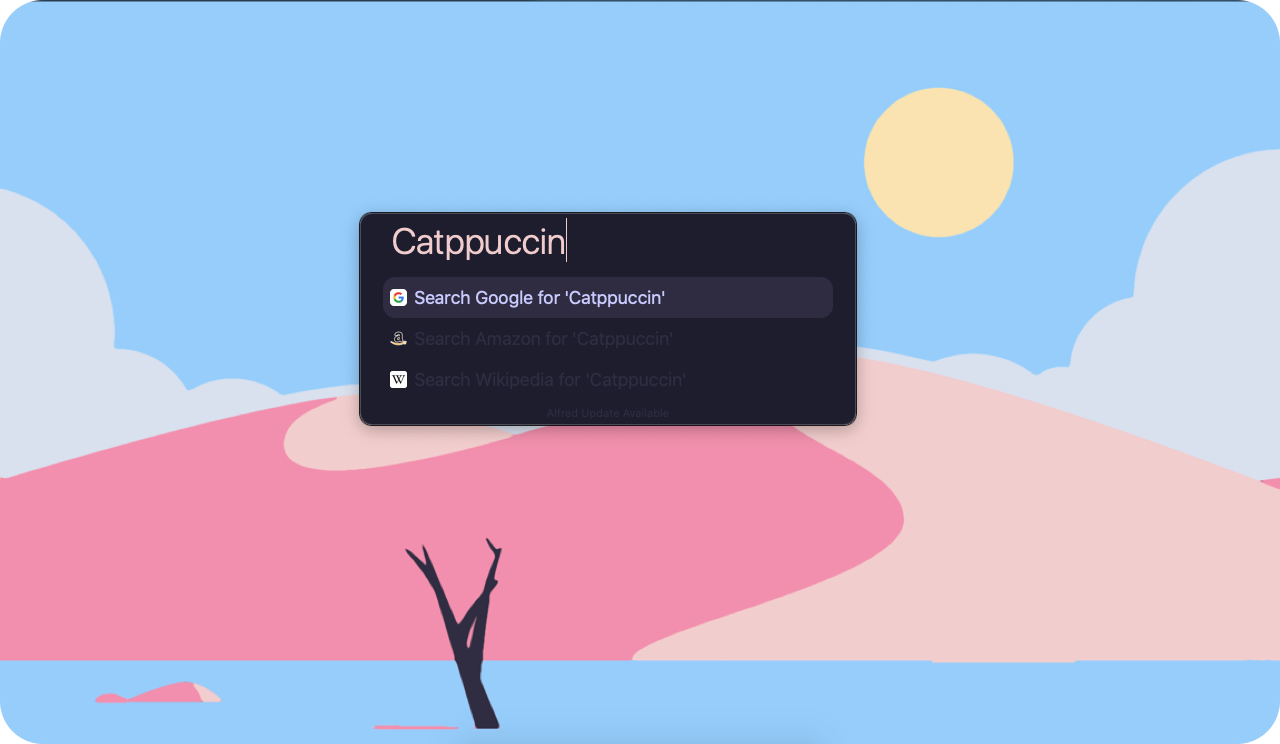 Catppuccin
Search Google for 'Catppuccin'
Search Amazon for 'Catppuccin'
Search Wikipedia for 'Catppuccin'
Alfred Update Available